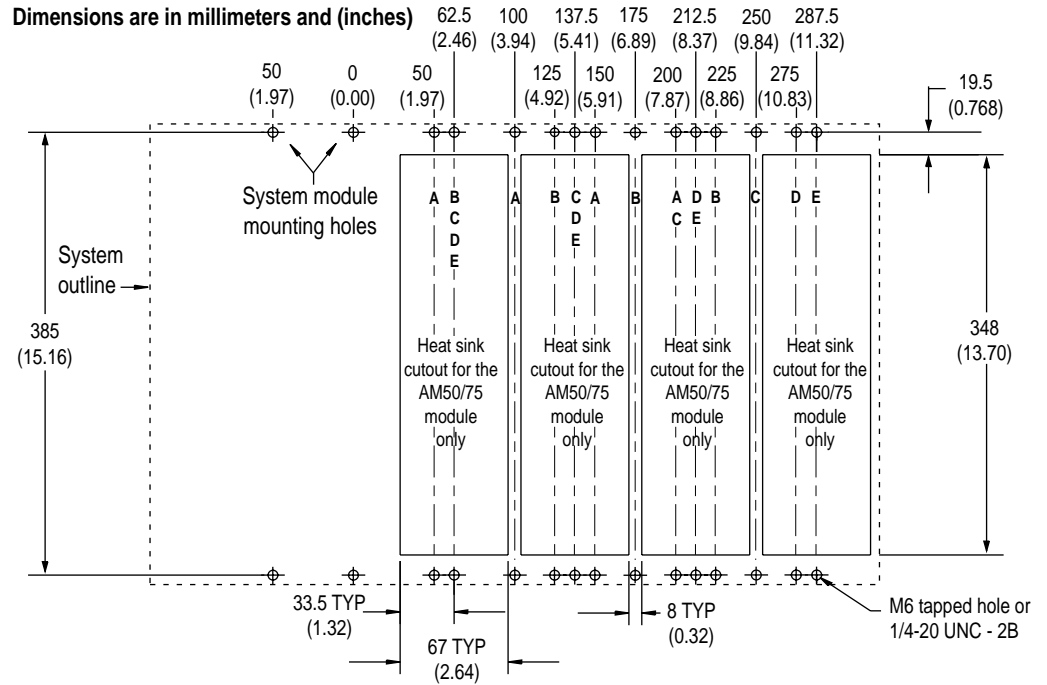 Dimensions are in millimeters and (inches)
62.5 100 137.5 175 212.5 250 287.5
(2.46) (3.94) (5.41) (6.89) (8.37) (9.84) (11.32)
50 0 50 125 150 200 225 275 19.5
(1.97) (0.00) (1.97) (4.92) (5.91) (7.87) (8.86) (10.83) (0.768)
System module
mounting holes
A B A B C A B A D B C D E
C D C E
D E
E
System
outline
385
(15.16)
348
(13.70)
Heat sink
cutout for the
AM50/75
module
only
Heat sink
cutout for the
AM50/75
module
only
Heat sink
cutout for the
AM50/75
module
only
Heat sink
cutout for the
AM50/75
module
only
33.5 TYP
(1.32)
67 TYP
(2.64)
8 TYP
(0.32)
M6 tapped hole or
1/4-20 UNC - 2B